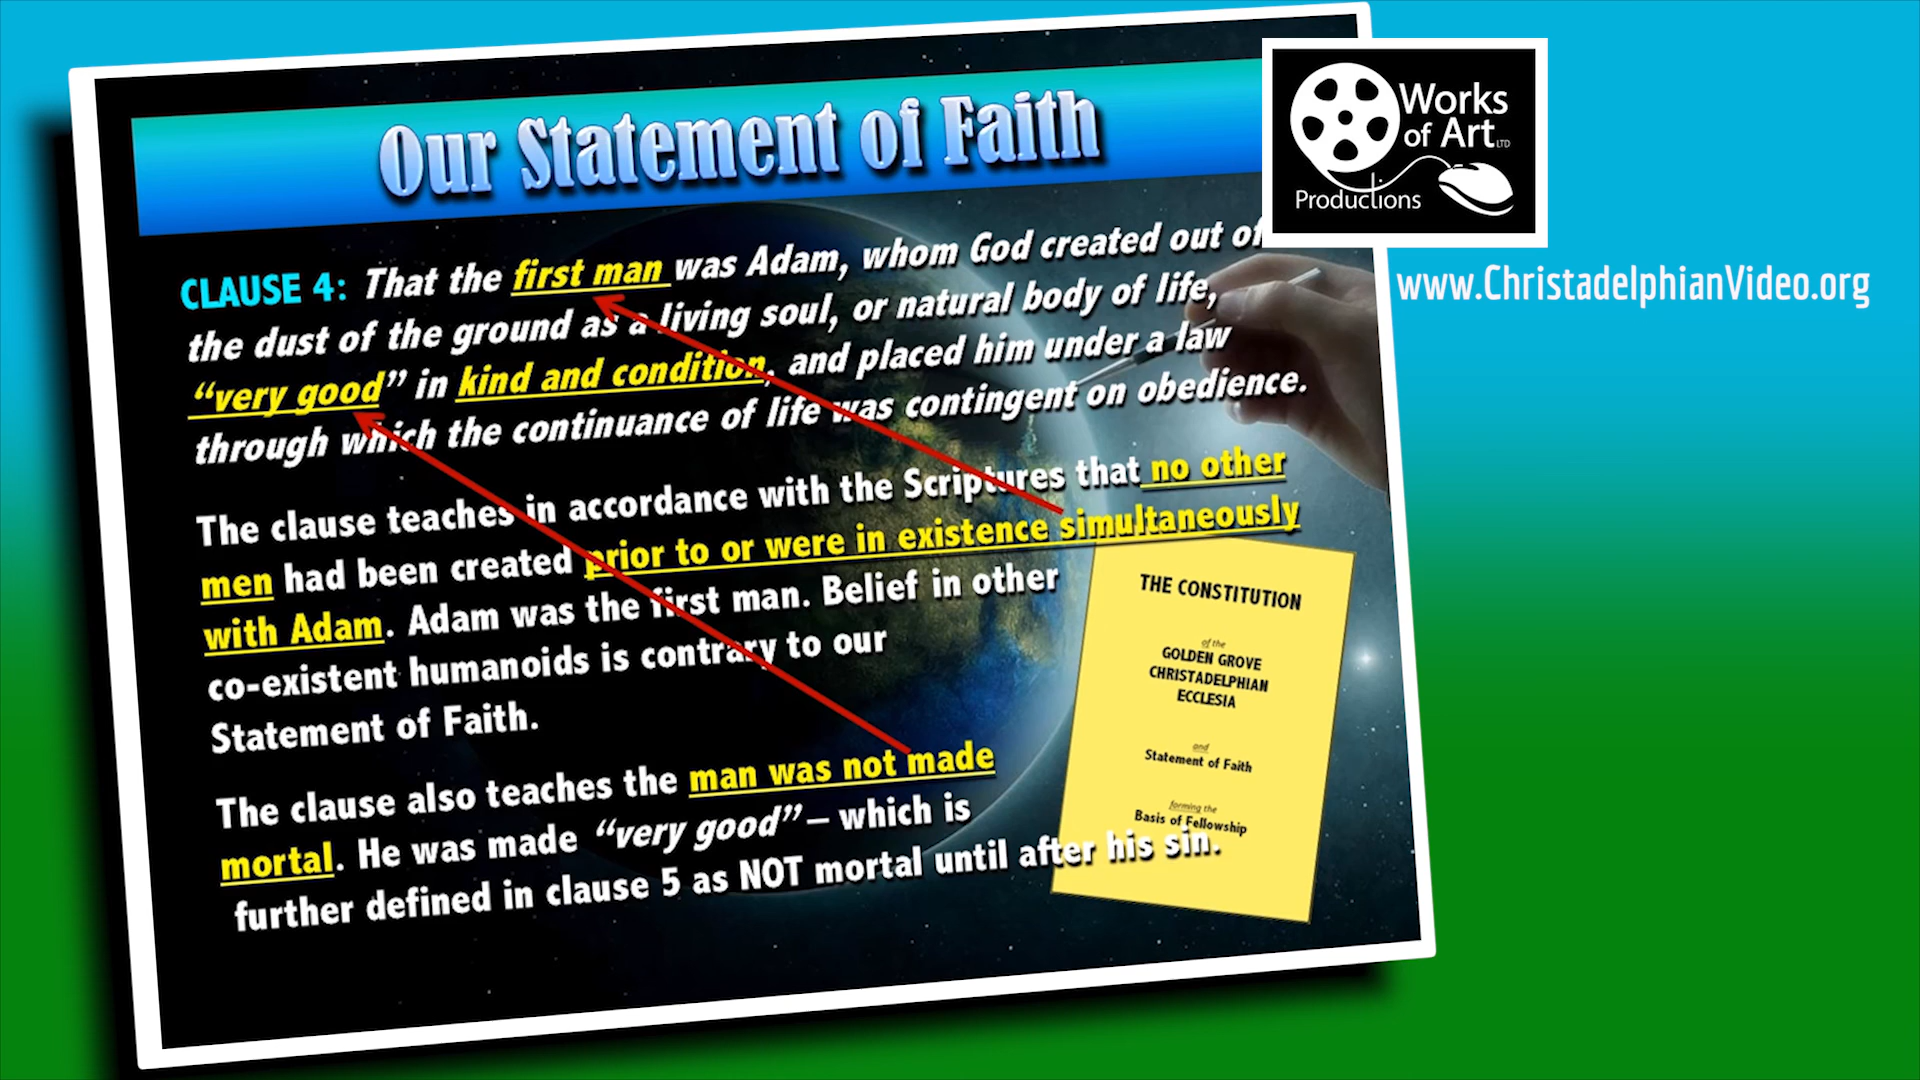 Our Statement of Faith
CLAUSE 4: That the first man was Adam, whom God created out of
the dust of the ground as a living soul, or natural body of life,
“very good” in kind and condition, and placed him under a law
through which the continuance of life was contingent on obedience.
The clause teaches in accordance with the Scriptures that no other
men had been created prior to or were in existence simultaneously
with Adam. Adam was the first man. Belief in other
co-existent humanoids is contrary to our
Statement of Faith.
The clause also teaches the man was not made
mortal. He was made “very good” – which is
further defined in clause 5 as NOT mortal until after his sin.
THE CONSTITUTION
of the
GOLDEN GROVE
CHRISTADELPHIAN
ECCLESIA
and
Statement of Faith
forming the
Basis of Fellowship
Works
of Art LTD
Productions
www.ChristadelphianVideo.org